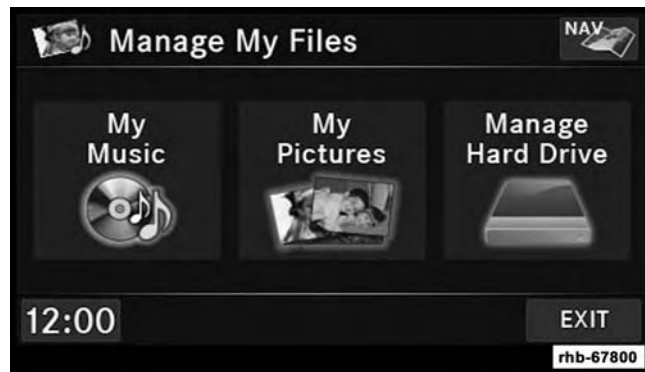 Manage My Files
NAV
My
Music
My
Pictures
Manage
Hard Drive
12:00
EXIT
rhb-67800